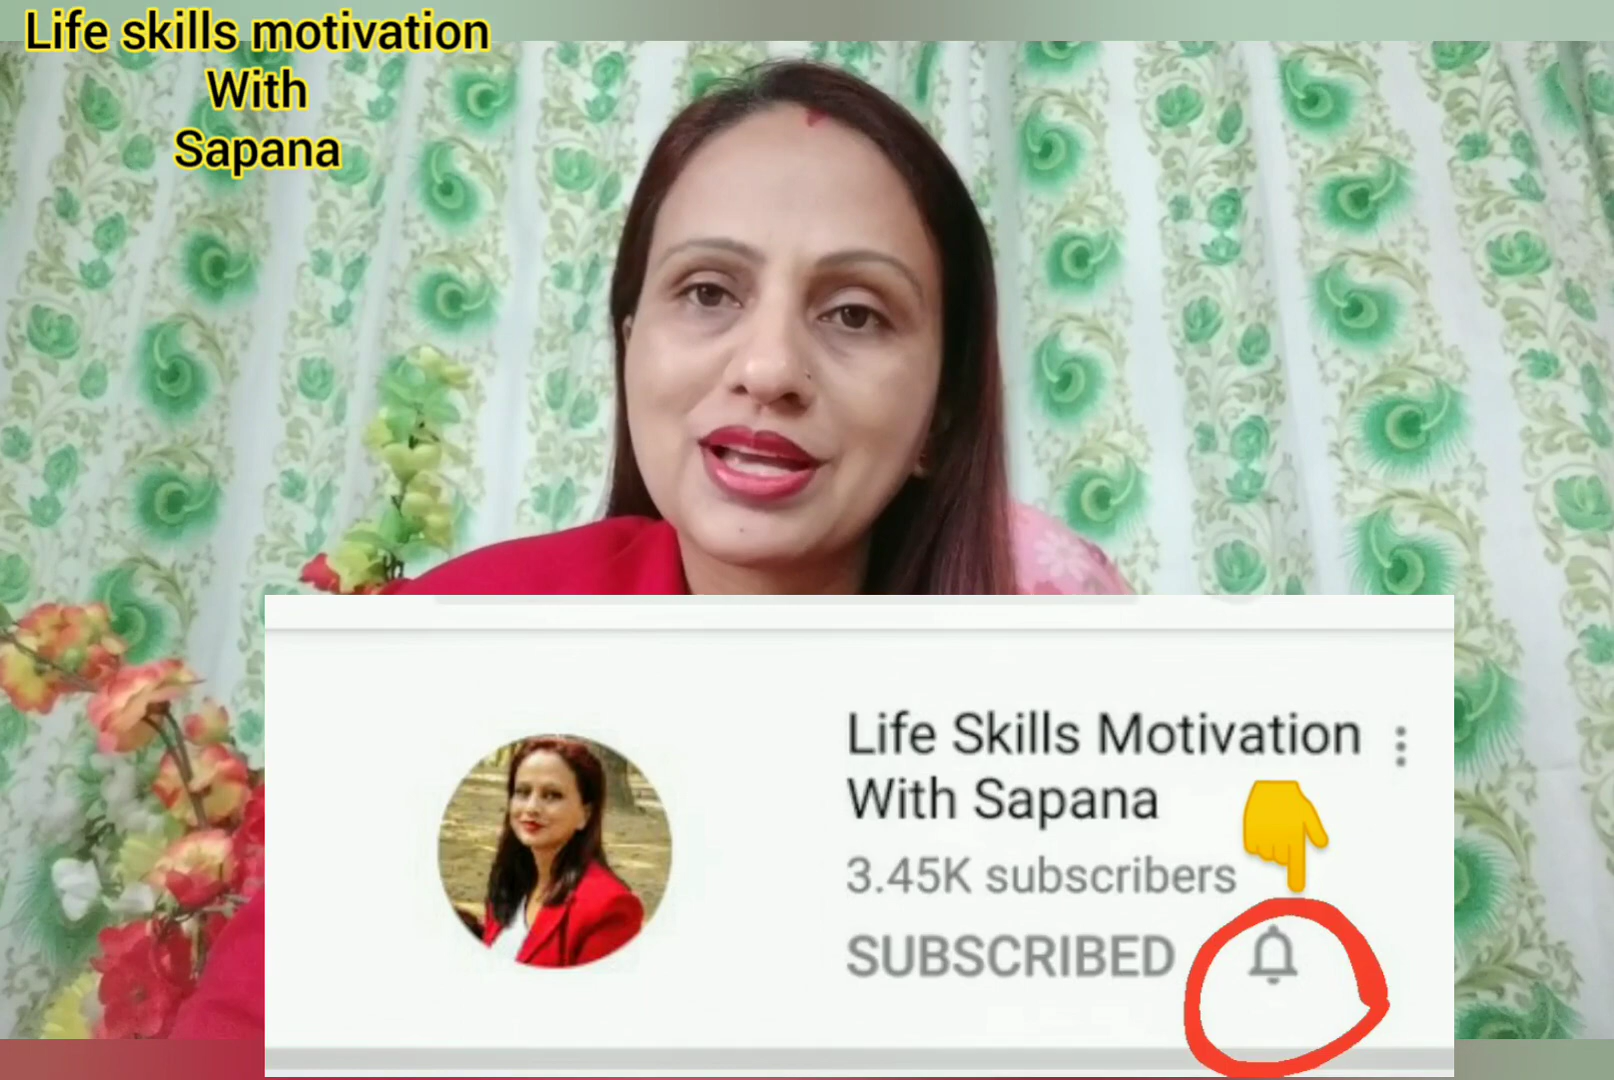 Life skills motivation
With
Sapana
Life Skills Motivation
With Sapana
3.45K subscribers
SUBSCRIBED